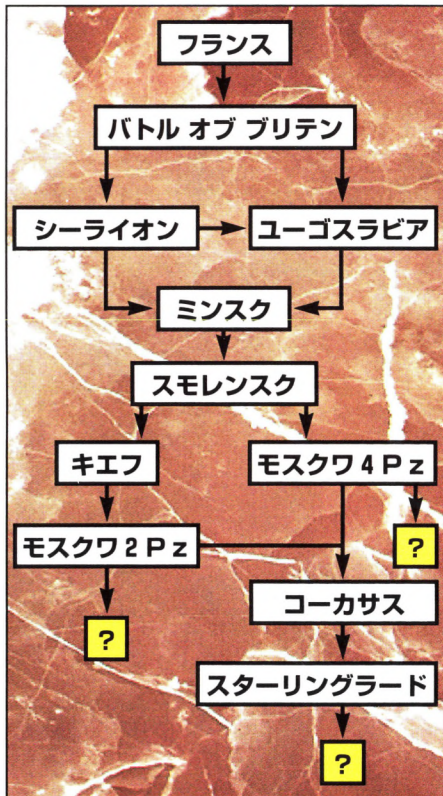 フランス
バトル オブ ブリテン
シーライオン
ユーゴスラビア
ミンスク
スモレンスク
キエフ
モスクワ4Pz
?
モスクワ2Pz
コーカサス
?
スターリングラード
?